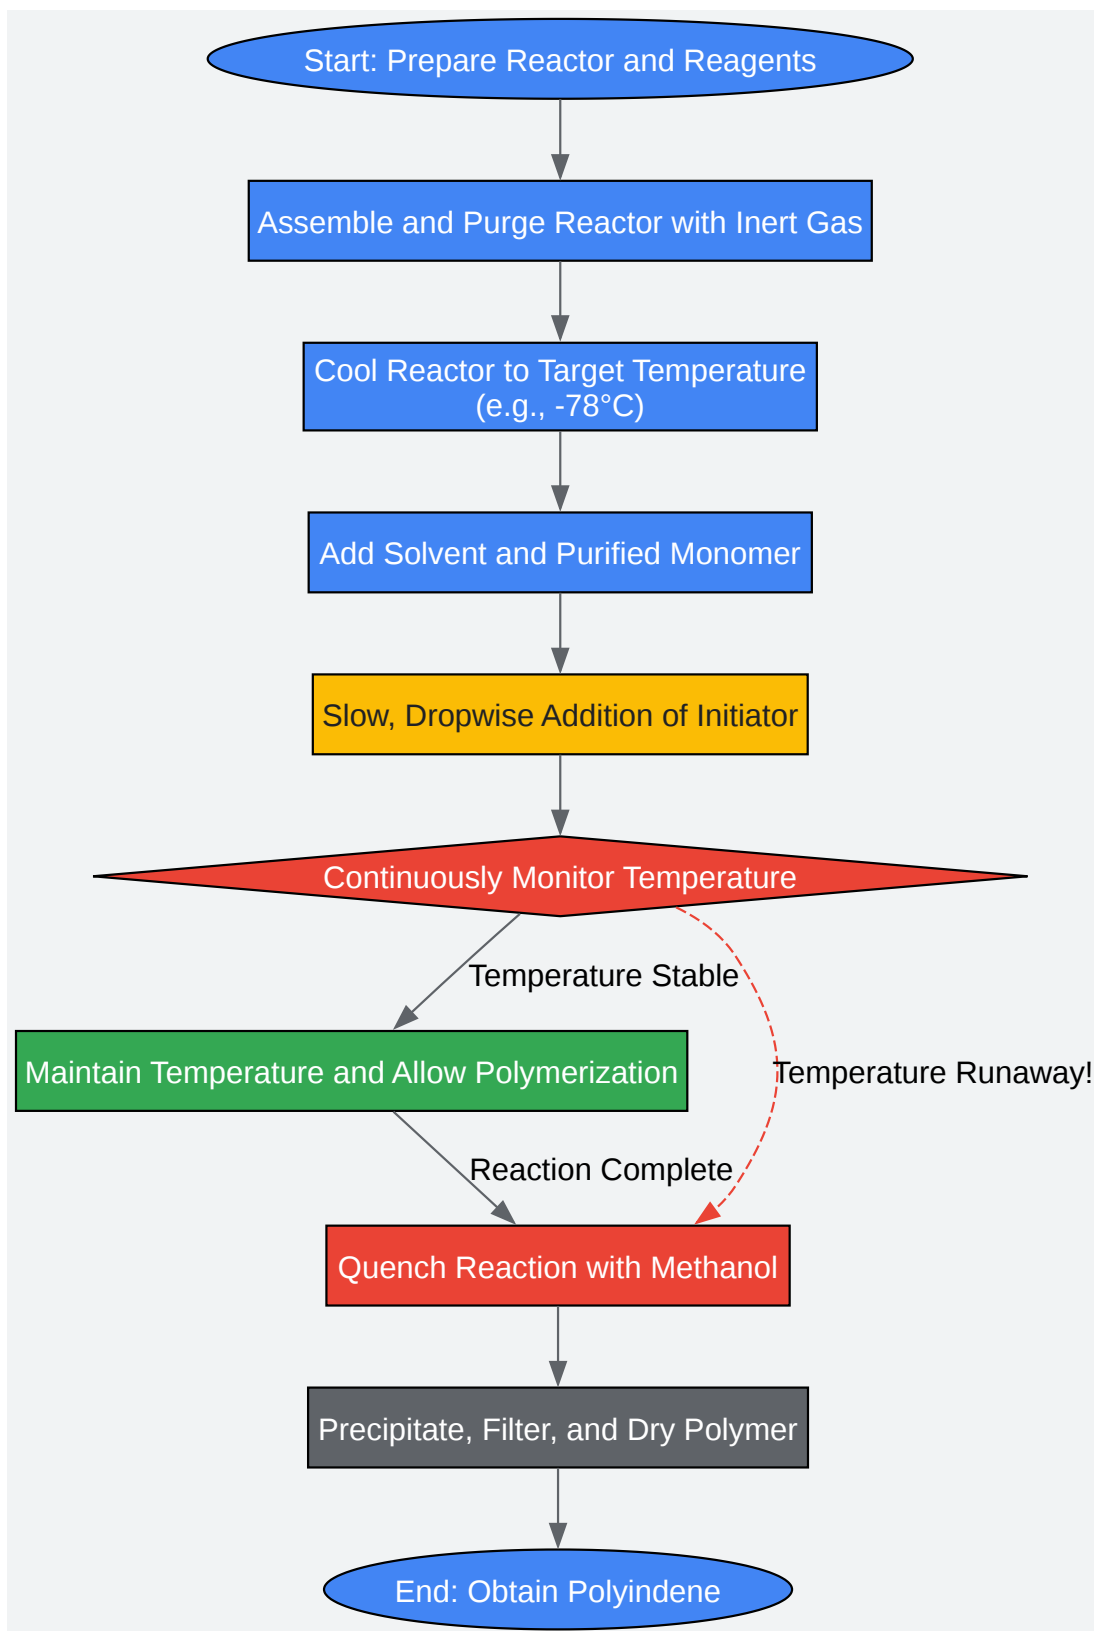 Start: Prepare Reactor and Reagents
Assemble and Purge Reactor with Inert Gas
Cool Reactor to Target Temperature
(e.g., -78°C)
Add Solvent and Purified Monomer
Slow, Dropwise Addition of Initiator
Continuously Monitor Temperature
Temperature Stable
Maintain Temperature and Allow Polymerization
Temperature Runaway!
Reaction Complete
Quench Reaction with Methanol
Precipitate, Filter, and Dry Polymer
End: Obtain Polyindene